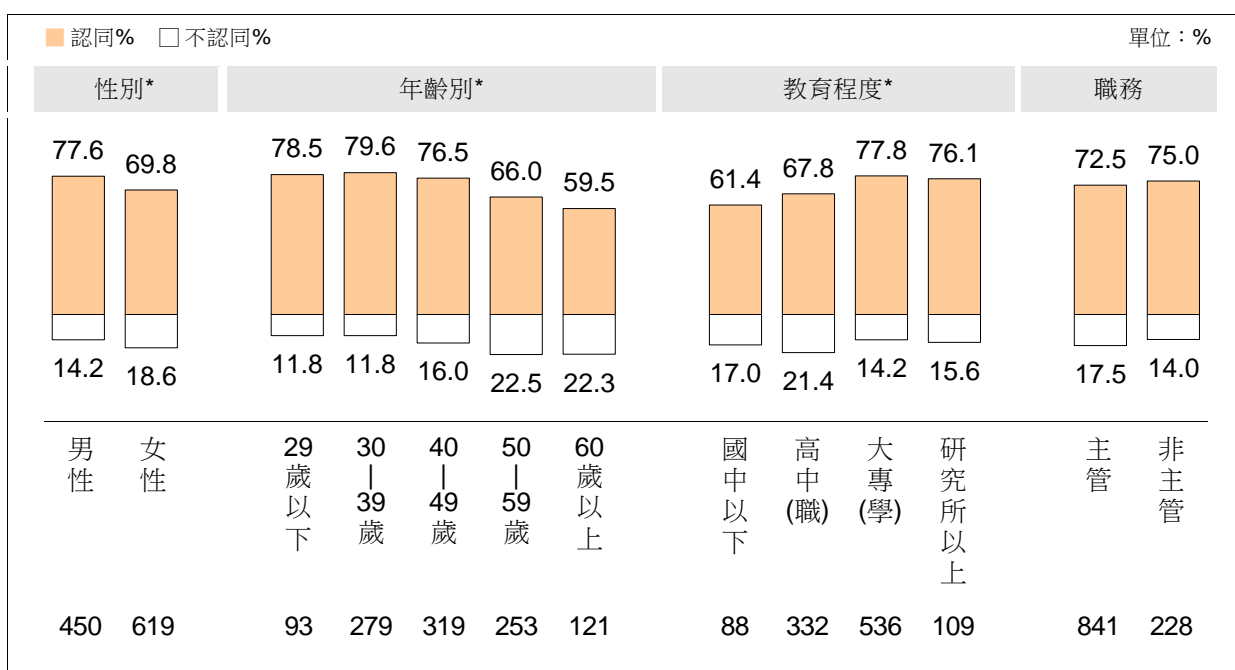 認同% 不認同% 單位：%
性別* 年齡別* 教育程度* 職務
77.6 69.8 78.5 79.6 76.5 66.0 59.5 61.4 67.8 77.8 76.1 72.5 75.0
14.2 18.6 11.8 11.8 16.0 22.5 22.3 17.0 21.4 14.2 15.6 17.5 14.0
男性
女性
29歲以下
30|39歲
40|49歲
50|59歲
60歲以上
國中以下
高中(職)
大專(學)
研究所以上
主管
非主管
450 619 93 279 319 253 121 88 332 536 109 841 228